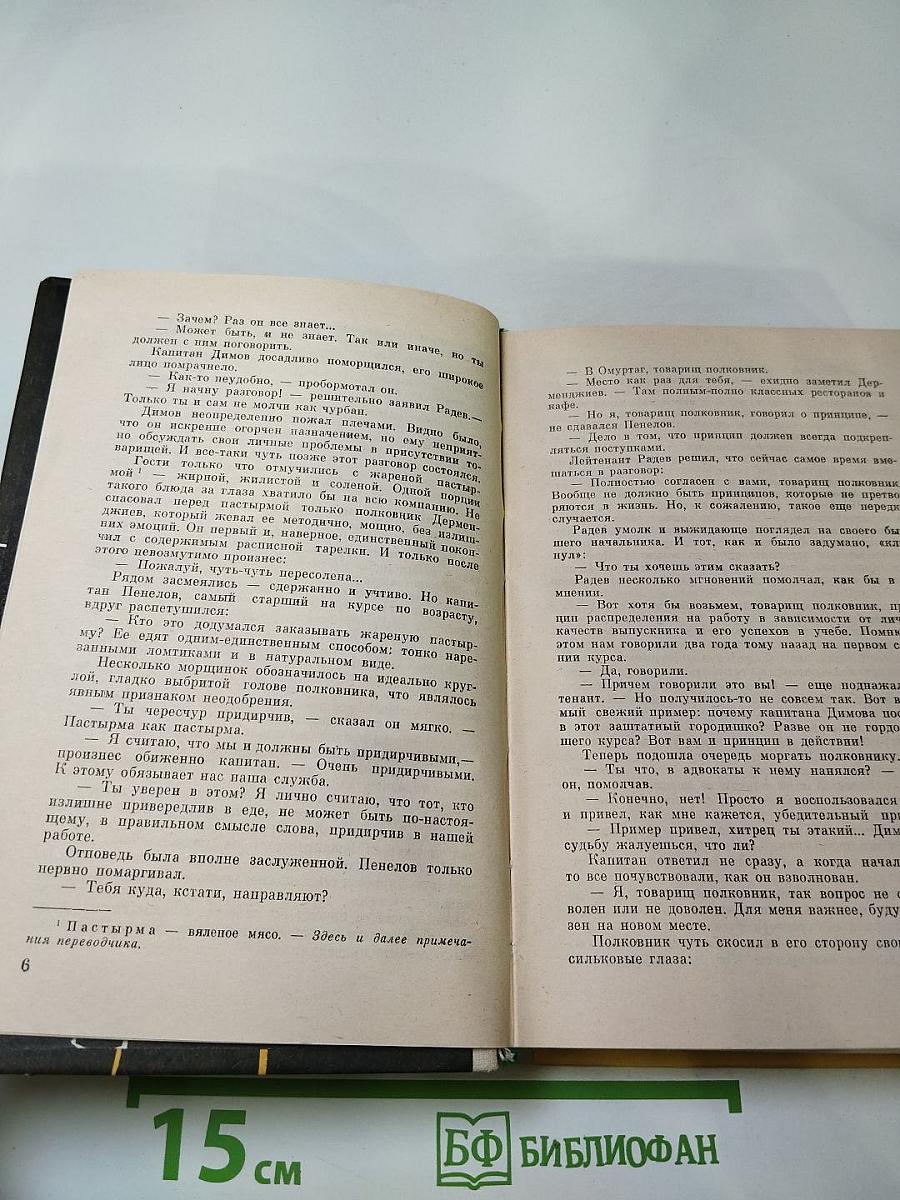 — Зачем? Раз он все знает...
— Может быть, и не знает. Так или иначе, но ты
должен с ним поговорить.
Капитан Димов досадливо поморщился, его широкое
лицо помрачнело.
— Как-то неудобно, — пробормотал он.
— Я начну разговор! — решительно заявил Радев.—
Только ты и сам не молчи как чурбан.
Димов неопределенно пожал плечами. Видно было,
что он искренне огорчен назначением, но ему неприят-
но обсуждать свои личные проблемы в присутствии то-
варищей. И все-таки чуть позже этот разговор состоялся.
Гости только что отмучились с жареной пастыр-
мой¹ — жирной, жилистой и соленой. Одной порции
такого блюда за глаза хватило бы на всю компанию. Не
спасовал перед пастырмой только полковник Дермен-
джиев, который жевал ее методично, мощно, без излиш-
них эмоций. Он первый и, наверное, единственный покон-
чил с содержимым расписной тарелки. И только после
этого невозмутимо произнес:
— Пожалуй, чуть-чуть пересолена...
Рядом засмеялись — сдержанно и учтиво. Но капи-
тан Пенелов, самый старший на курсе по возрасту,
вдруг распетушился:
— Кто это додумался заказывать жареную пастыр-
му? Ее едят одним-единственным способом: тонко наре-
занными ломтиками и в натуральном виде.
Несколько морщинок обозначилось на идеально круг-
лой, гладко выбритой голове полковника, что являлось
явным признаком неодобрения.
— Ты чересчур придирчив, — сказал он мягко. —
Пастырма как пастырма.
— Я считаю, что мы и должны быть придирчивыми,—
произнес обиженно капитан. — Очень придирчивыми.
К этому обязывает нас наша служба.
— Ты уверен в этом? Я лично считаю, что тот, кто
излишне привередлив в еде, не может быть по-настоя-
щему, в правильном смысле слова, придирчив в нашей
работе.
Отповедь была вполне заслуженной. Пенелов только
нервно помаргивал.
— Тебя куда, кстати, направляют?
¹ Пастырма — вяленое мясо. — Здесь и далее примеча-
ния переводчика.
6
— В Омуртаг, товарищ полковник.
— Место как раз для тебя, — ехидно заметил Дер-
менджиев. — Там полным-полно классных ресторанов и
кафе.
— Но я, товарищ полковник, говорил о принципе, —
не сдавался Пенелов.
— Дело в том, что принцип должен всегда подкреп-
ляться поступками.
Лейтенант Радев решил, что сейчас самое время вме-
шаться в разговор:
— Полностью согласен с вами, товарищ полковник.
Вообще не должно быть принципов, которые не претво-
ряются в жизнь. Но, к сожалению, такое еще передко
случается.
Радев умолк и выжидающе поглядел на своего быв
шего начальника. И тот, как и было задумано, «клю
нул»:
— Что ты хочешь этим сказать?
Радев несколько мгновений помолчал, как бы в
мнении.
— Вот хотя бы возьмем, товарищ полковник, пр
цип распределения на работу в зависимости от лич
качеств выпускника и его успехов в учебе. Помню
этом нам говорили два года тому назад на первом с
нии курса.
— Да, говорили.
— Причем говорили это вы! — еще поднажал
тенант. — Но получилось-то не совсем так. Вот в
мый свежий пример: почему капитана Димова пос
в этот заштатный городишко? Разве он не гордо
шего курса? Вот вам и принцип в действии!
Теперь подошла очередь моргать полковнику.
— Ты что, в адвокаты к нему нанялся? —
он, помолчав.
— Конечно, нет! Просто я воспользовался
и привел, как мне кажется, убедительный при
— Пример привел, хитрец ты этакий... Дим
судьбу жалуешься, что ли?
Капитан ответил не сразу, а когда начал
то все почувствовали, как он взволнован.
— Я, товарищ полковник, так вопрос не с
волен или не доволен. Для меня важнее, буду
зен на новом месте.
Полковник чуть скосил в его сторону сво
сильковые глаза:
15 см
БФ БИБЛИОФАН